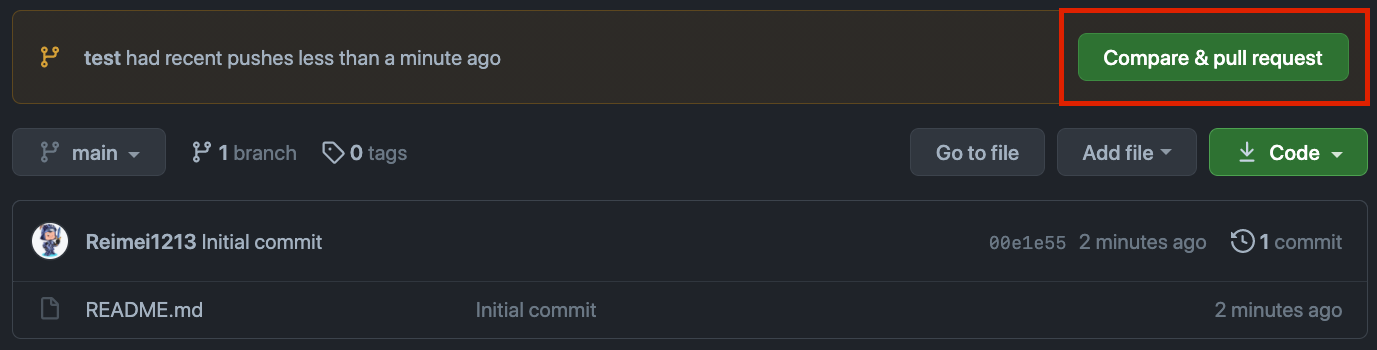 test had recent pushes less than a minute ago Compare & pull request
main 1 branch 0 tags Go to file Add file Code
Reimei1213 Initial commit 00e1e55 2 minutes ago 1 commit
README.md Initial commit 2 minutes ago